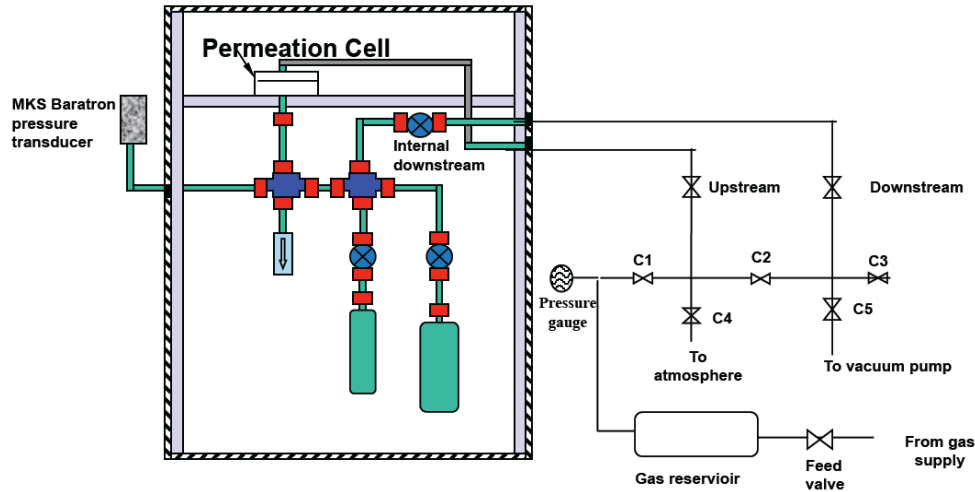 Permeation Cell
MKS Baratron
pressure
transducer
Internal
downstream
Upstream
Downstream
C1
C2
C3
Pressure
gauge
C4
C5
To
atmosphere
To vacuum pump
Gas reservioir
Feed
valve
From gas
supply